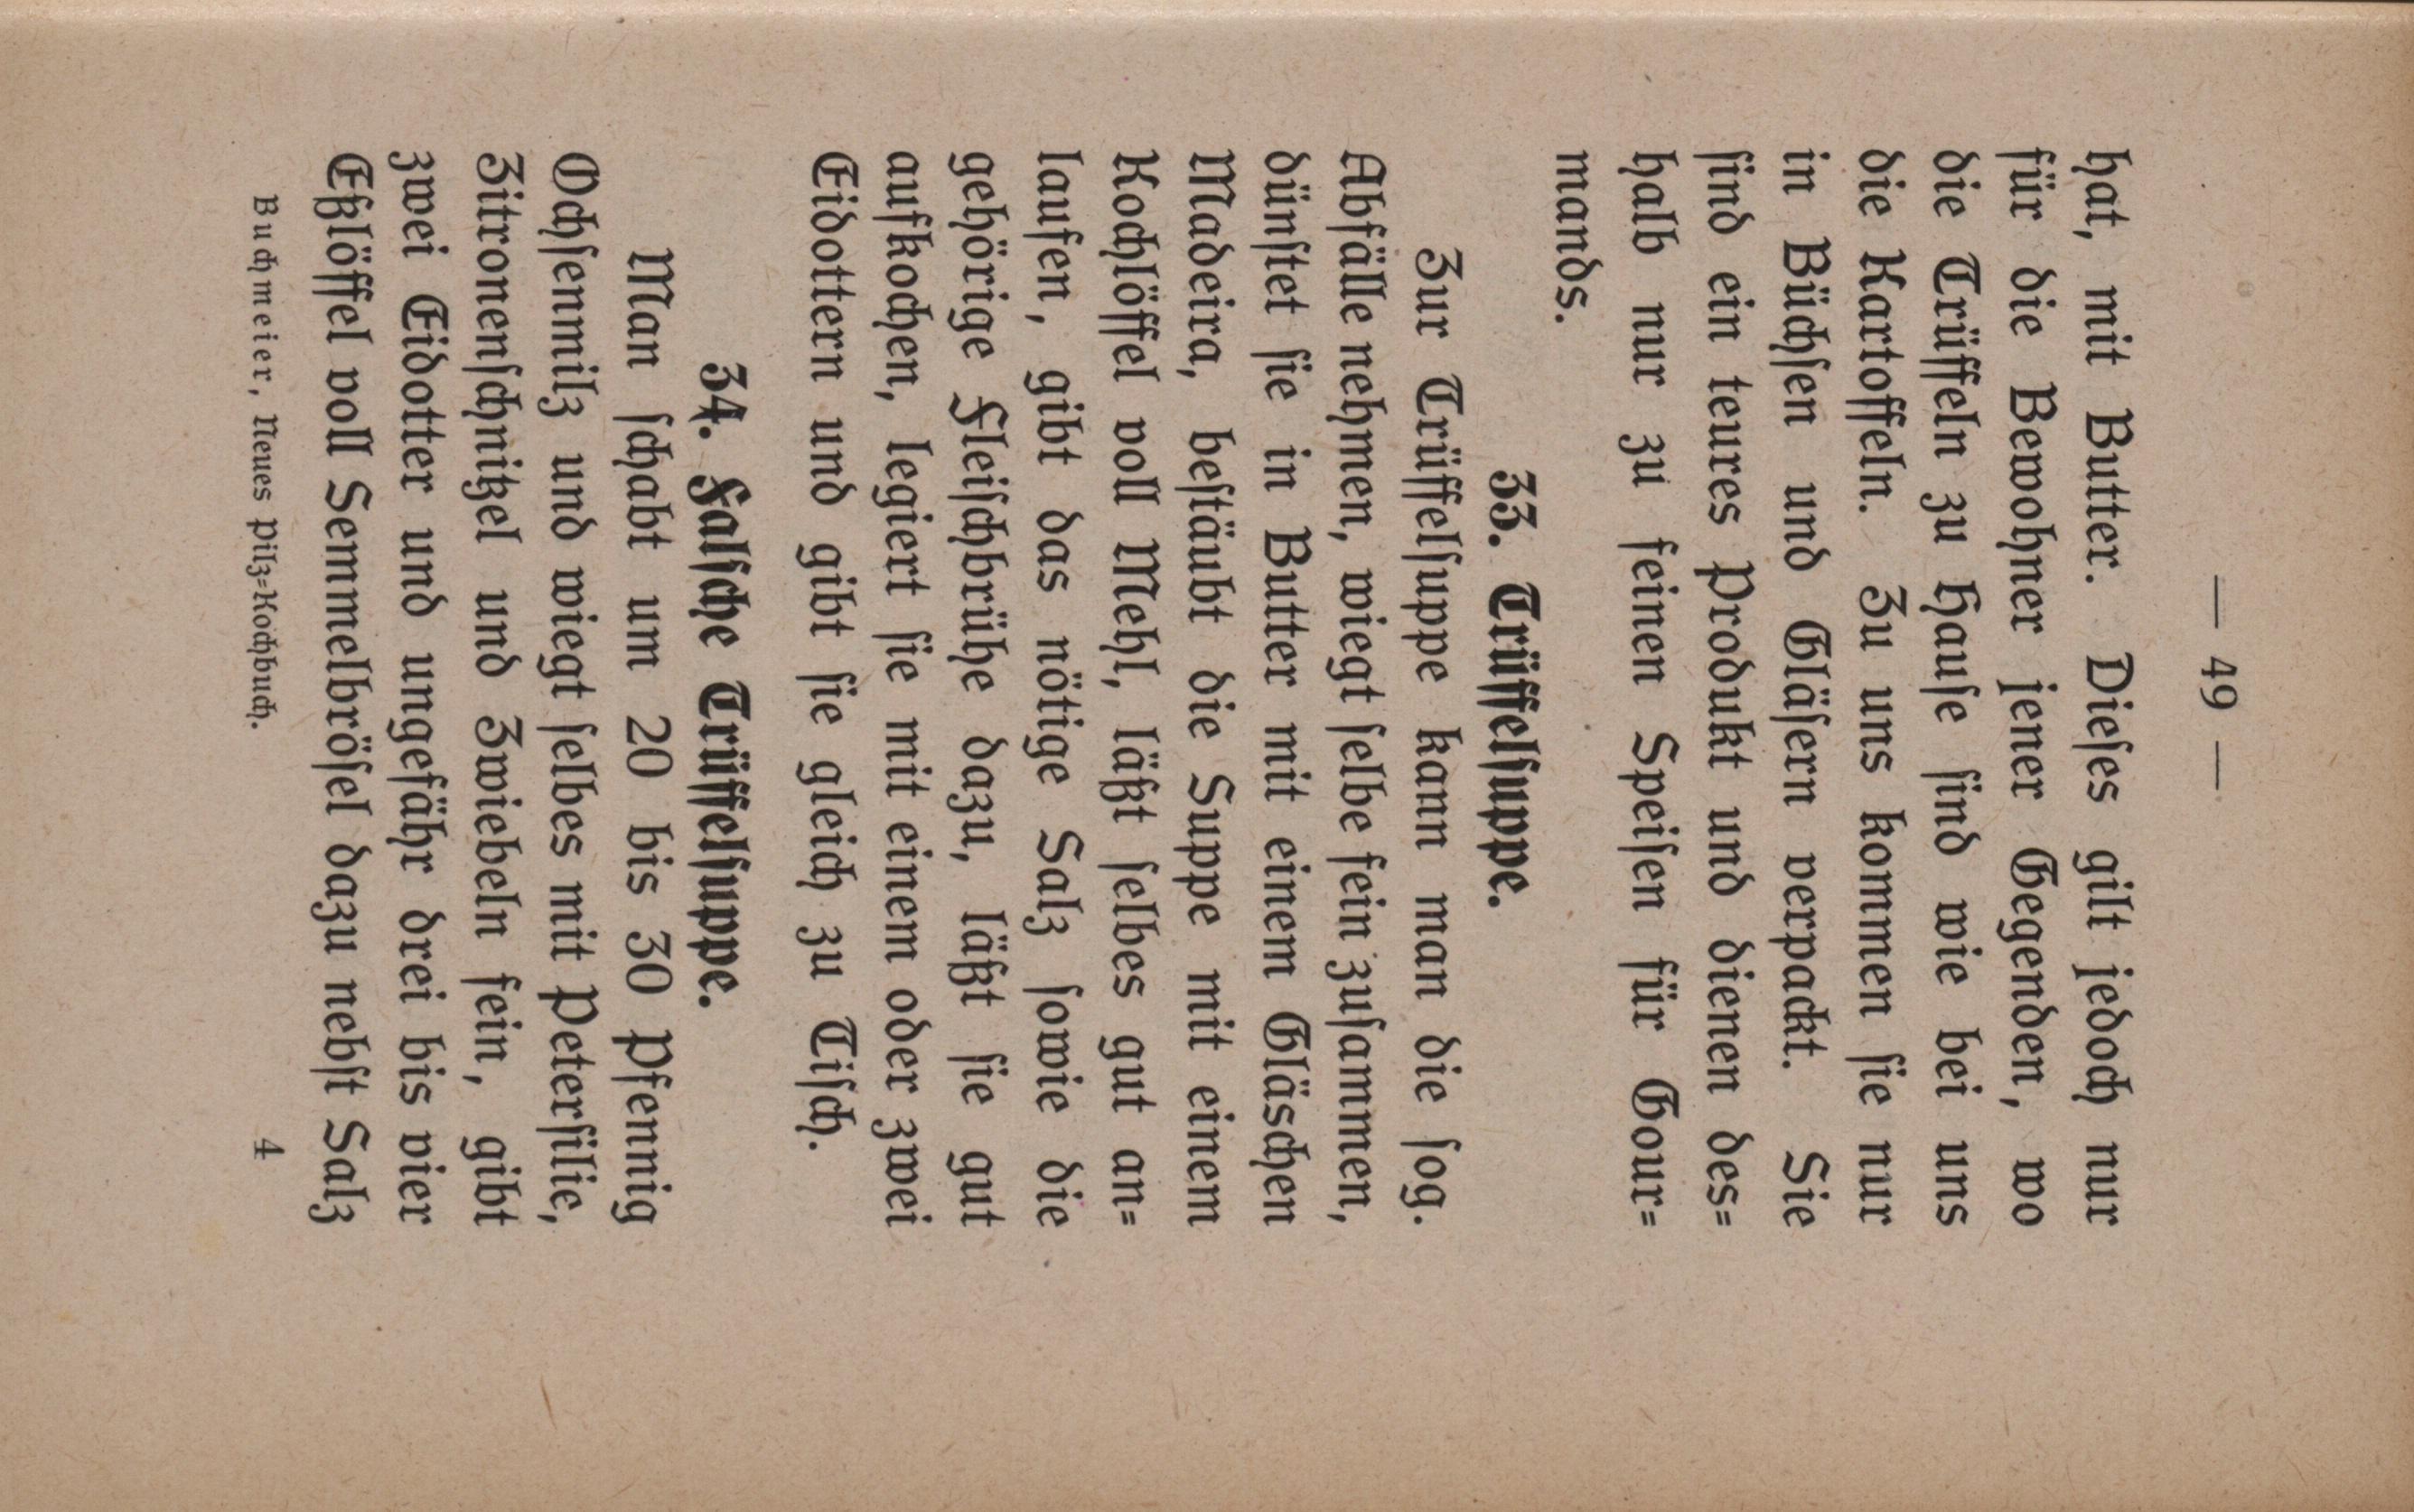 — 49 —
hat, mit Butter. Dieſes gilt jedoch nur
für die Bewohner jener Gegenden, wo
die Trüffeln zu Hauſe ſind wie bei uns
die Kartoffeln. Zu uns kommen ſie nur
in Büchſen und Gläſern verpackt. Sie
ſind ein teures Produkt und dienen des=
halb nur zu feinen Speiſen für Gour=
mands.
33. Trüffelſuppe.
Zur Trüffelſuppe kann man die ſog.
Abfälle nehmen, wiegt ſelbe fein zuſammen,
dünſtet ſie in Butter mit einem Gläschen
Madeira, beſtäubt die Suppe mit einem
Kochlöffel voll Mehl, läßt ſelbes gut an=
laufen, gibt das nötige Salz ſowie die
gehörige Fleiſchbrühe dazu, läßt ſie gut
aufkochen, legiert ſie mit einem oder zwei
Eidottern und gibt ſie gleich zu Tiſch.
34. Falſche Trüffelſuppe.
Man ſchabt um 20 bis 30 Pfennig
Ochſenmilz und wiegt ſelbes mit Peterſilie,
Zitronenſchnitzel und Zwiebeln fein, gibt
zwei Eidotter und ungefähr drei bis vier
Eßlöffel voll Semmelbröſel dazu nebſt Salz
Buchmeier, Neues Pilz=Kochbuch. 4